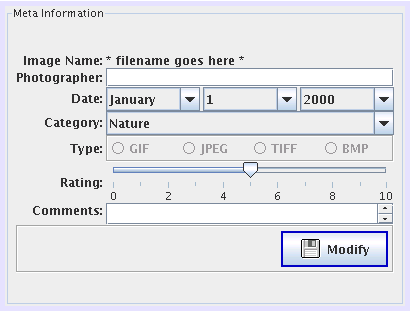 Meta Information
Image Name: * filename goes here *
Photographer:
Date: January 1 2000
Category: Nature
Type: GIF JPEG TIFF BMP
Rating:
0 2 4 6 8 10
Comments:
Modify